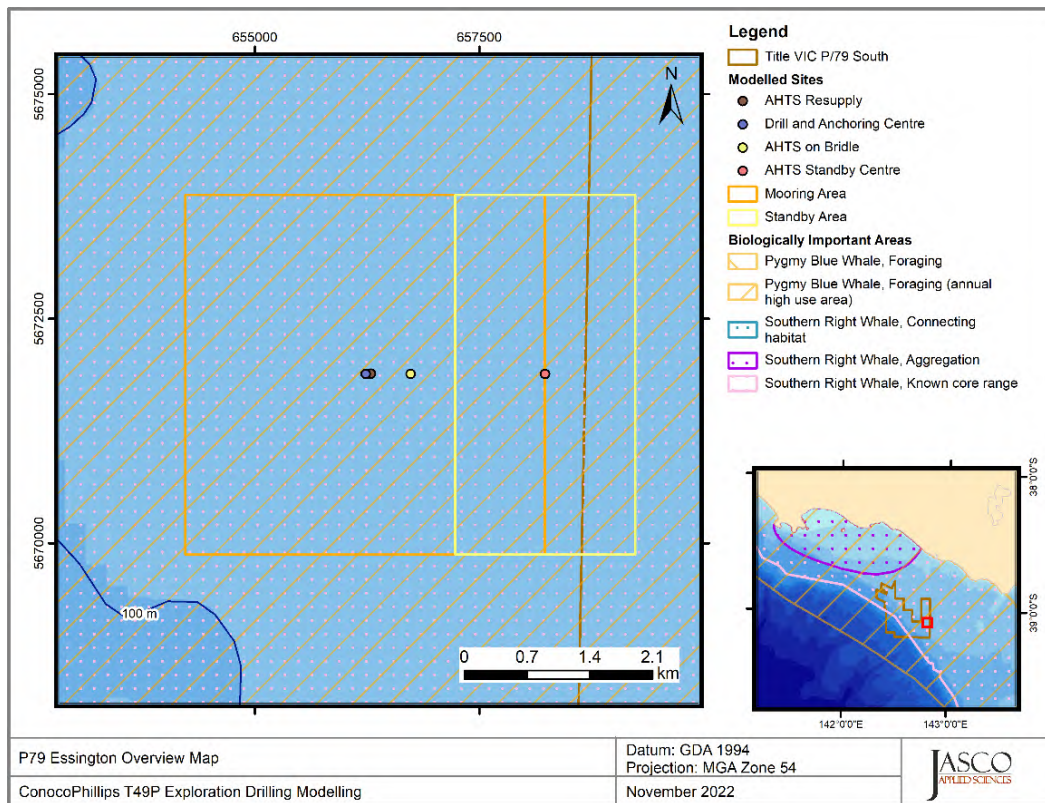 655000
657500
5675000
5672500
5670000
N
100 m
0
0.7
1.4
2.1
km
Legend
Title VIC P/79 South
Modelled Sites
AHTS Resupply
Drill and Anchoring Centre
AHTS on Bridle
AHTS Standby Centre
Mooring Area
Standby Area
Biologically Important Areas
Pygmy Blue Whale, Foraging
Pygmy Blue Whale, Foraging (annual
high use area)
Southern Right Whale, Connecting
habitat
Southern Right Whale, Aggregation
Southern Right Whale, Known core range
38°0'0"S
39°0'0"S
142°0'0"E
143°0'0"E
P79 Essington Overview Map
ConocoPhillips T49P Exploration Drilling Modelling
Datum: GDA 1994
Projection: MGA Zone 54
November 2022
JASCO
APPLIED SCIENCES